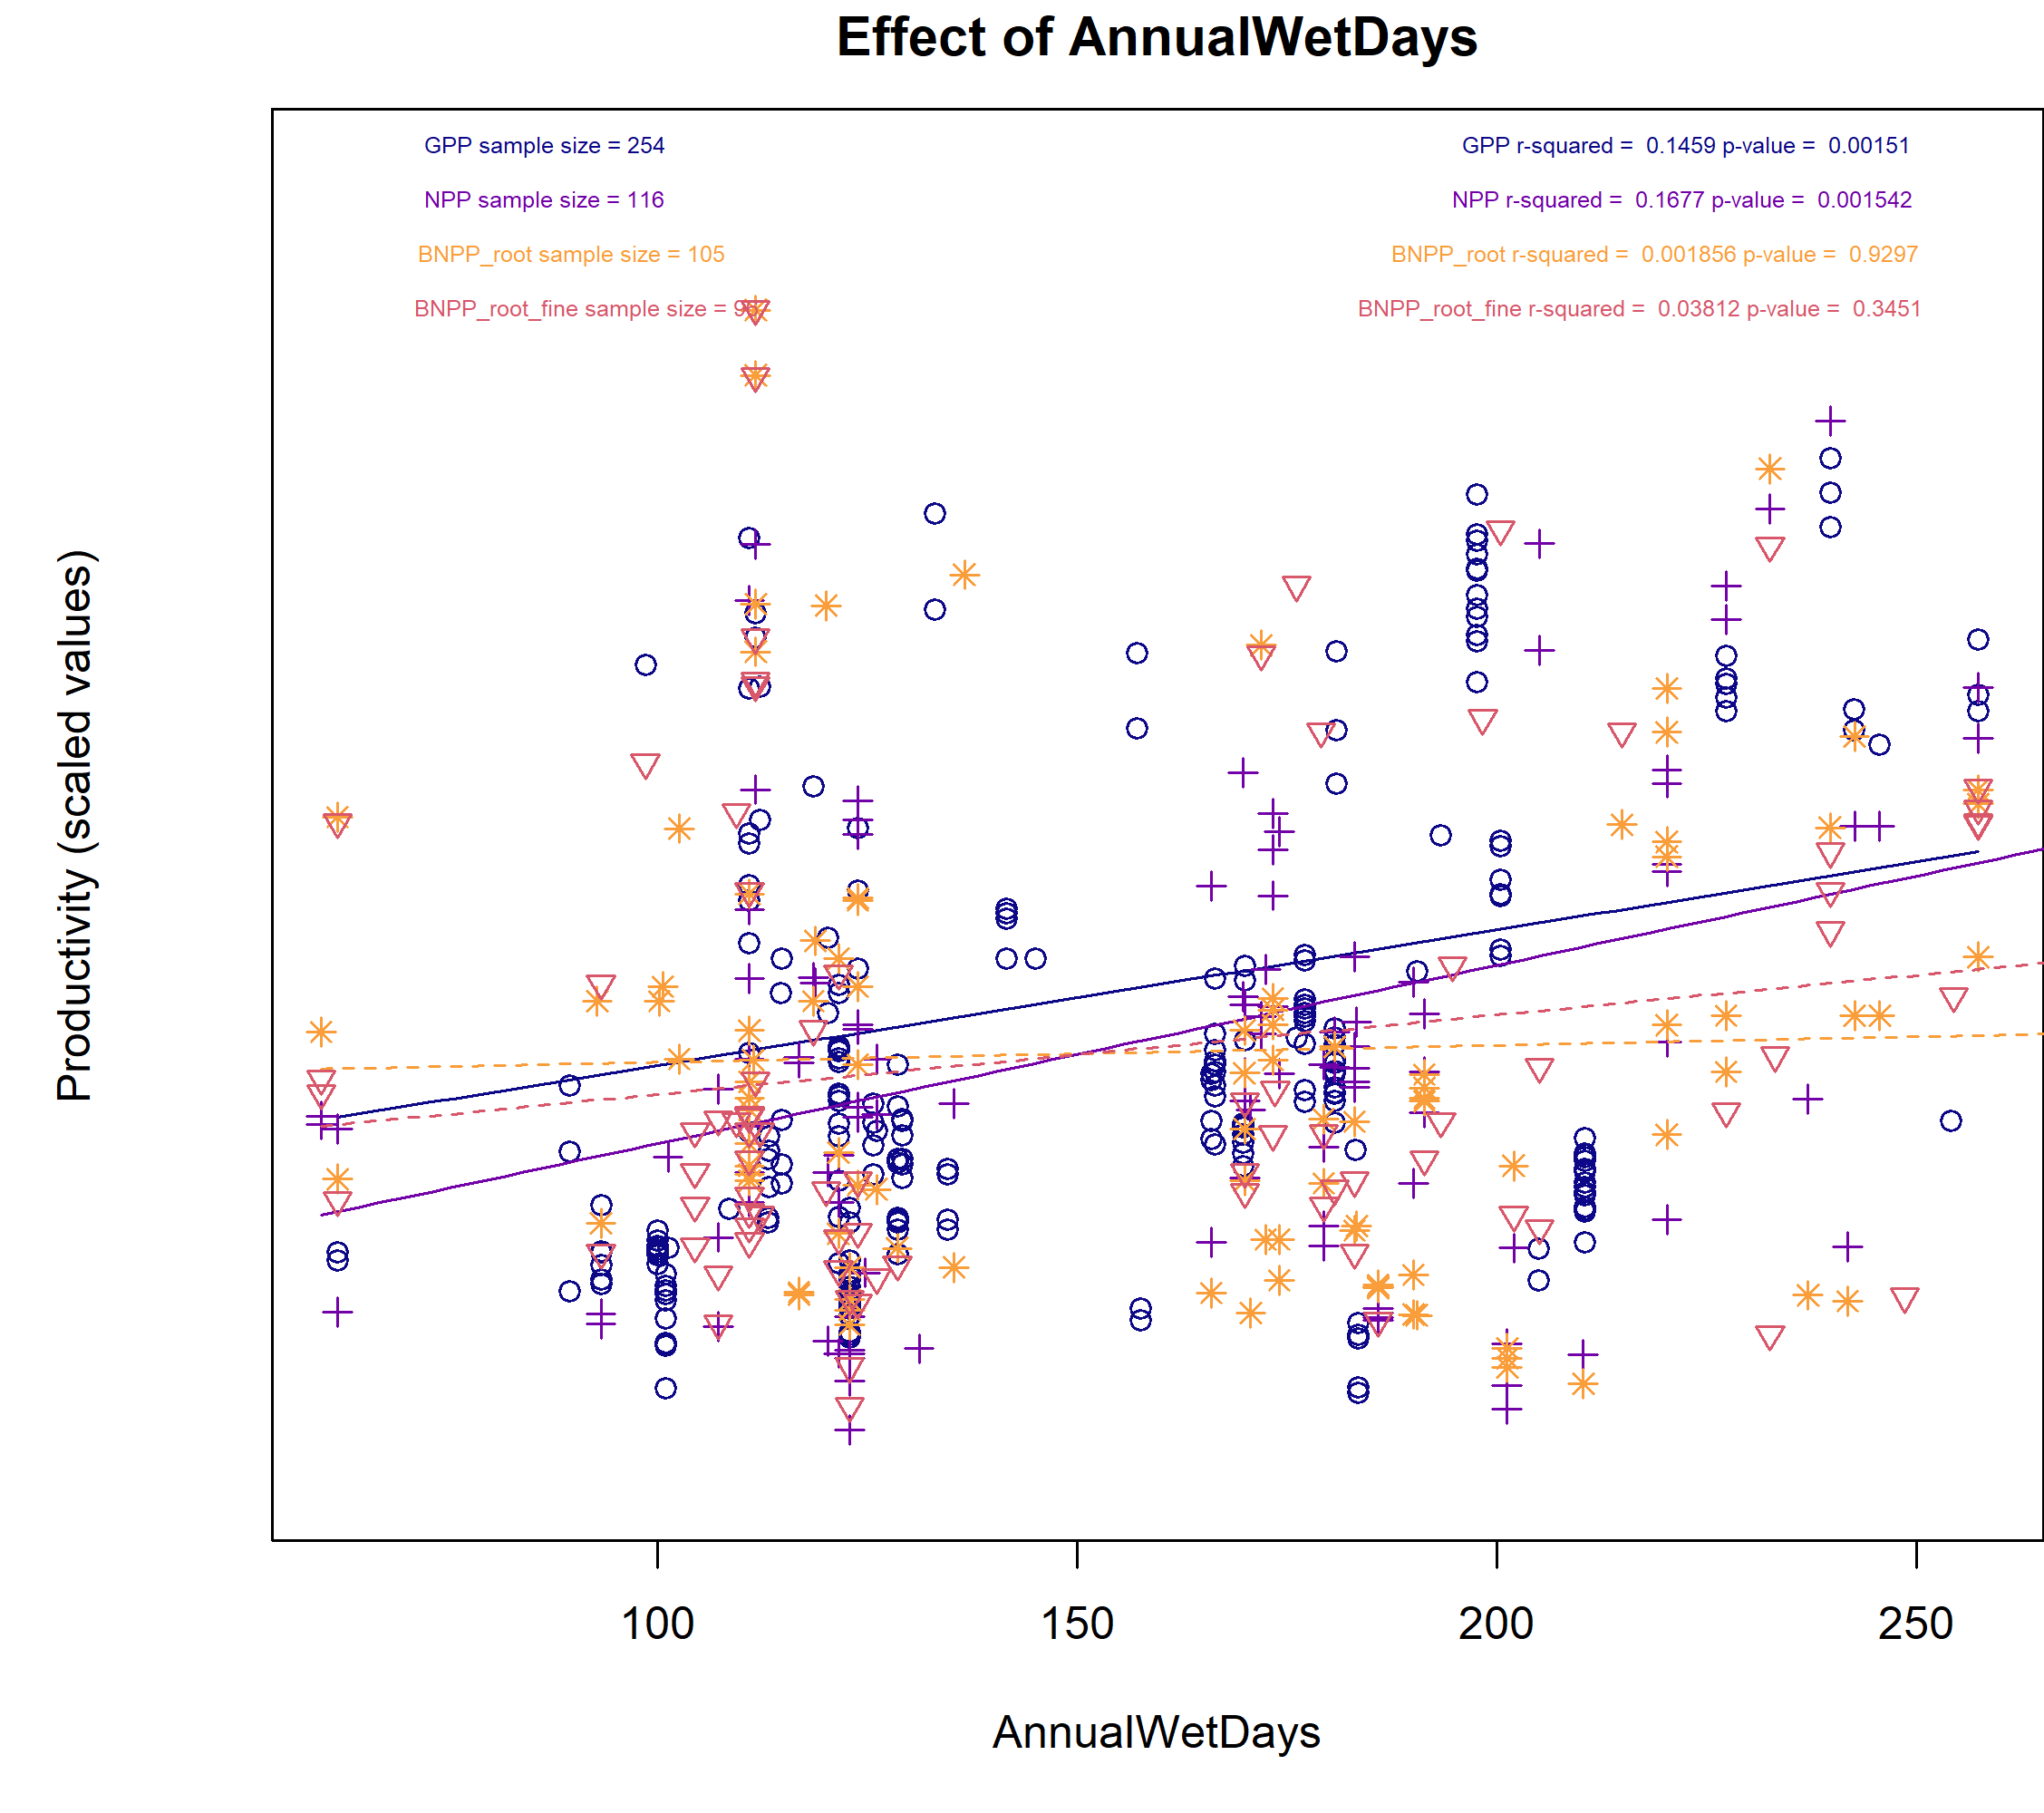 Effect of AnnualWetDays
GPP sample size = 254
GPP r-squared = 0.1459 p-value = 0.00151
NPP sample size = 116
NPP r-squared = 0.1677 p-value = 0.001542
BNPP_root sample size = 105
BNPP_root r-squared = 0.001856 p-value = 0.9297
BNPP_root_fine sample size =
BNPP_root_fine r-squared = 0.03812 p-value = 0.3451
Productivity (scaled values)
100 150 200 250
AnnualWetDays